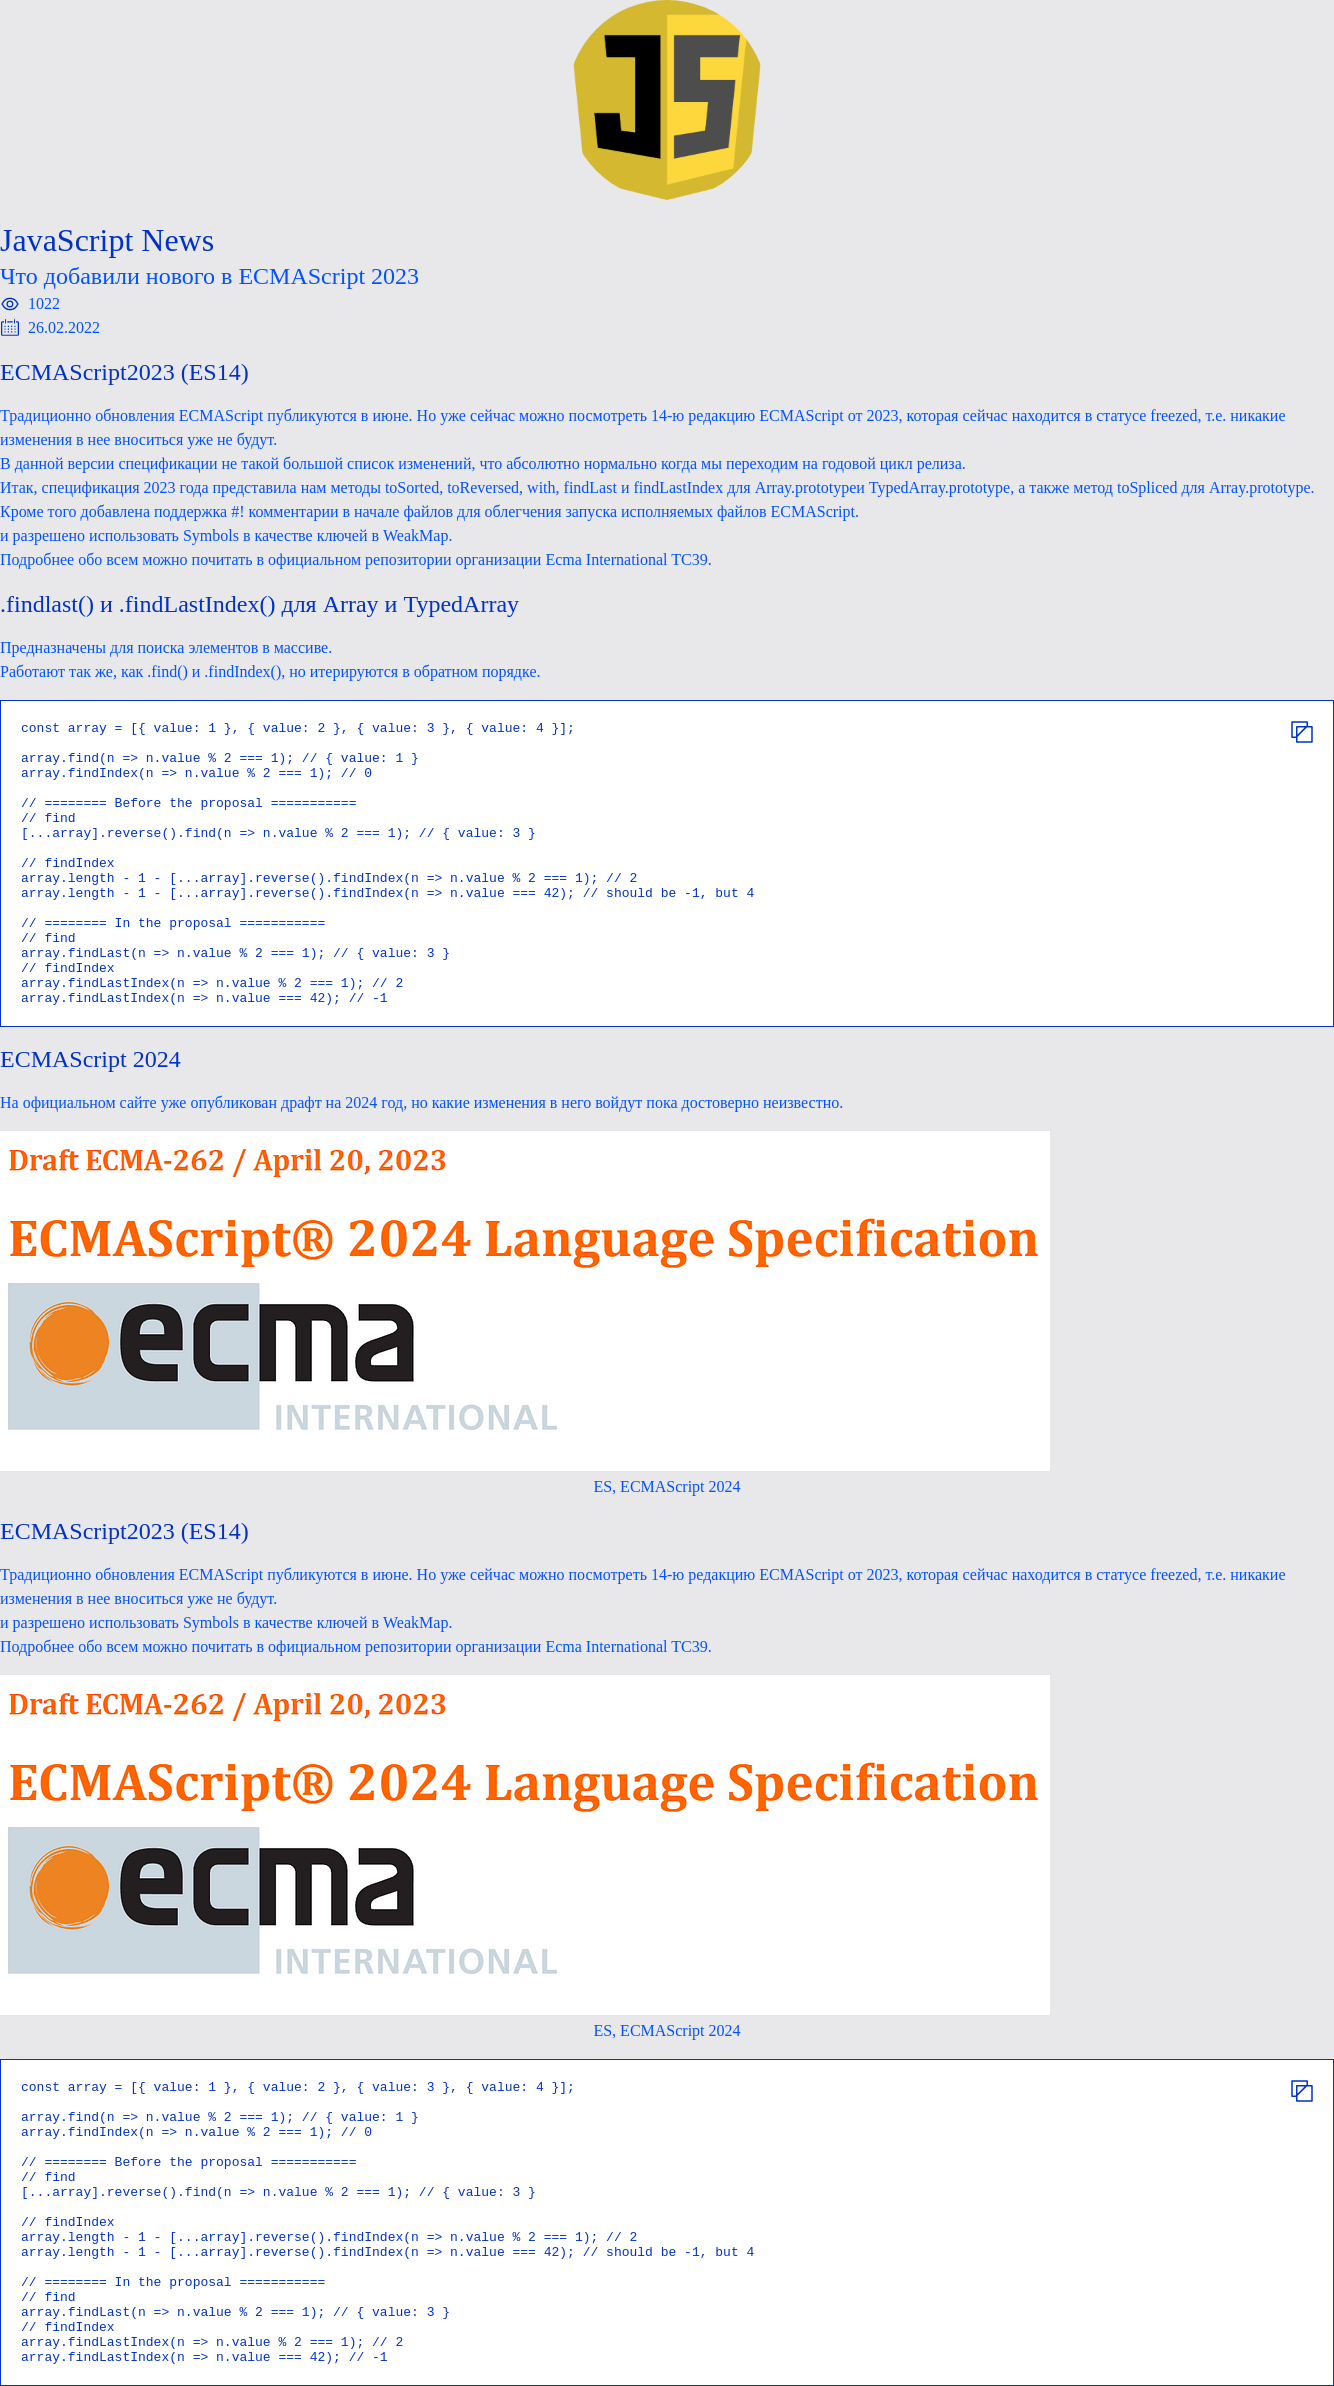 JS
JavaScript News
Что добавили нового в ECMAScript 2023
1022
26.02.2022
ECMAScript2023 (ES14)
Традиционно обновления ECMAScript публикуются в июне. Но уже сейчас можно посмотреть 14-ю редакцию ECMAScript от 2023, которая сейчас находится в статусе freezed, т.е. никакие
изменения в нее вноситься уже не будут.
В данной версии спецификации не такой большой список изменений, что абсолютно нормально когда мы переходим на годовой цикл релиза.
Итак, спецификация 2023 года представила нам методы toSorted, toReversed, with, findLast и findLastIndex для Array.prototypeи TypedArray.prototype, а также метод toSpliced для Array.prototype.
Кроме того добавлена поддержка #! комментарии в начале файлов для облегчения запуска исполняемых файлов ECMAScript.
и разрешено использовать Symbols в качестве ключей в WeakMap.
Подробнее обо всем можно почитать в официальном репозитории организации Ecma International TC39.
.findlast() и .findLastIndex() для Array и TypedArray
Предназначены для поиска элементов в массиве.
Работают так же, как .find() и .findIndex(), но итерируются в обратном порядке.
const array = [{ value: 1 }, { value: 2 }, { value: 3 }, { value: 4 }];
array.find(n => n.value % 2 === 1); // { value: 1 }
array.findIndex(n => n.value % 2 === 1); // 0
// ======== Before the proposal ===========
// find
[...array].reverse().find(n => n.value % 2 === 1); // { value: 3 }
// findIndex
array.length - 1 - [...array].reverse().findIndex(n => n.value % 2 === 1); // 2
array.length - 1 - [...array].reverse().findIndex(n => n.value === 42); // should be -1, but 4
// ======== In the proposal ===========
// find
array.findLast(n => n.value % 2 === 1); // { value: 3 }
// findIndex
array.findLastIndex(n => n.value % 2 === 1); // 2
array.findLastIndex(n => n.value === 42); // -1
ECMAScript 2024
На официальном сайте уже опубликован драфт на 2024 год, но какие изменения в него войдут пока достоверно неизвестно.
Draft ECMA-262 / April 20, 2023
ECMAScript® 2024 Language Specification
ecma
INTERNATIONAL
ES, ECMAScript 2024
ECMAScript2023 (ES14)
Традиционно обновления ECMAScript публикуются в июне. Но уже сейчас можно посмотреть 14-ю редакцию ECMAScript от 2023, которая сейчас находится в статусе freezed, т.е. никакие
изменения в нее вноситься уже не будут.
и разрешено использовать Symbols в качестве ключей в WeakMap.
Подробнее обо всем можно почитать в официальном репозитории организации Ecma International TC39.
Draft ECMA-262 / April 20, 2023
ECMAScript® 2024 Language Specification
ecma
INTERNATIONAL
ES, ECMAScript 2024
const array = [{ value: 1 }, { value: 2 }, { value: 3 }, { value: 4 }];
array.find(n => n.value % 2 === 1); // { value: 1 }
array.findIndex(n => n.value % 2 === 1); // 0
// ======== Before the proposal ===========
// find
[...array].reverse().find(n => n.value % 2 === 1); // { value: 3 }
// findIndex
array.length - 1 - [...array].reverse().findIndex(n => n.value % 2 === 1); // 2
array.length - 1 - [...array].reverse().findIndex(n => n.value === 42); // should be -1, but 4
// ======== In the proposal ===========
// find
array.findLast(n => n.value % 2 === 1); // { value: 3 }
// findIndex
array.findLastIndex(n => n.value % 2 === 1); // 2
array.findLastIndex(n => n.value === 42); // -1